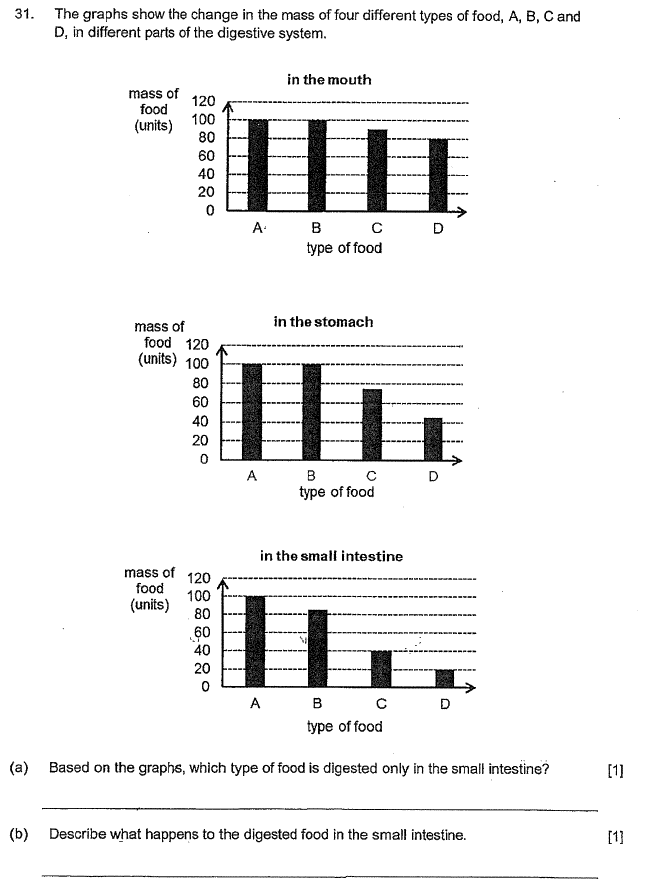 31. The graphs show the change in the mass of four different types of food, A, B, C and
D, in different parts of the digestive system.
in the mouth
mass of
food
(units)
120
100
80
60
40
20
0
A B C D
type of food
in the stomach
mass of
food
(units)
120
100
80
60
40
20
0
A B C D
type of food
in the small intestine
mass of
food
(units)
120
100
80
60
40
20
0
A B C D
type of food
(a) Based on the graphs, which type of food is digested only in the small intestine? [1]
(b) Describe what happens to the digested food in the small intestine. [1]